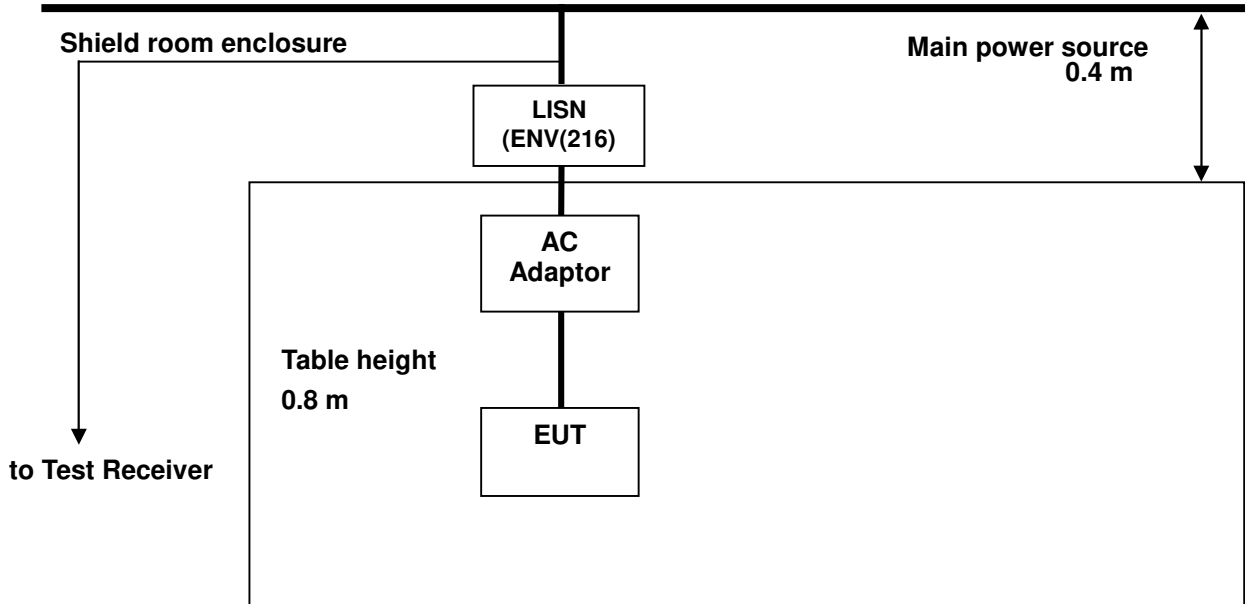 Shield room enclosure
Main power source
0.4 m
LISN
(ENV(216)
AC
Adaptor
Table height
0.8 m
EUT
to Test Receiver